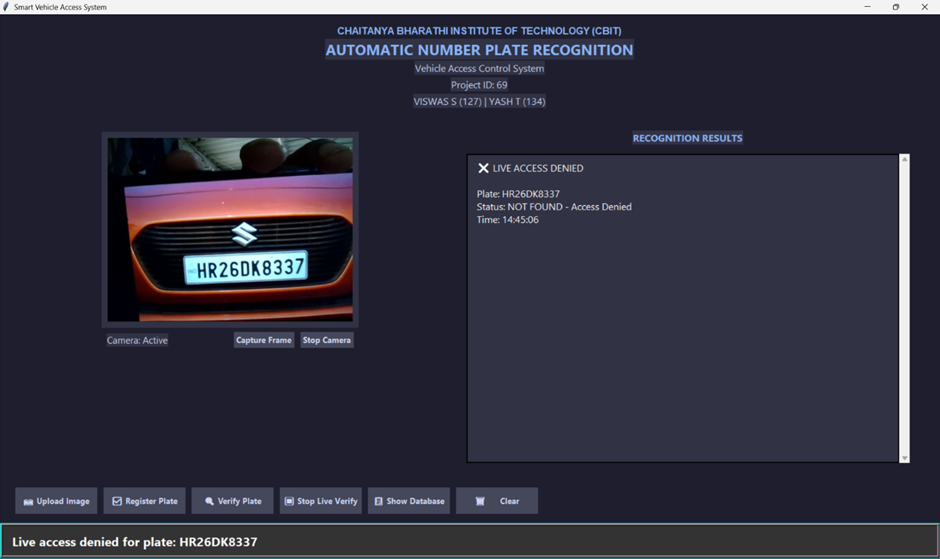 Smart Vehicle Access System
CHAITANYA BHARATHI INSTITUTE OF TECHNOLOGY (CBIT)
AUTOMATIC NUMBER PLATE RECOGNITION
Vehicle Access Control System
Project ID: 69
VISWAS S (127) | YASH T (134)
HR26DK8337
Camera: Active
Capture Frame
Stop Camera
RECOGNITION RESULTS
❌ LIVE ACCESS DENIED
Plate: HR26DK8337
Status: NOT FOUND - Access Denied
Time: 14:45:06
Upload Image
Register Plate
Verify Plate
Stop Live Verify
Show Database
Clear
Live access denied for plate: HR26DK8337